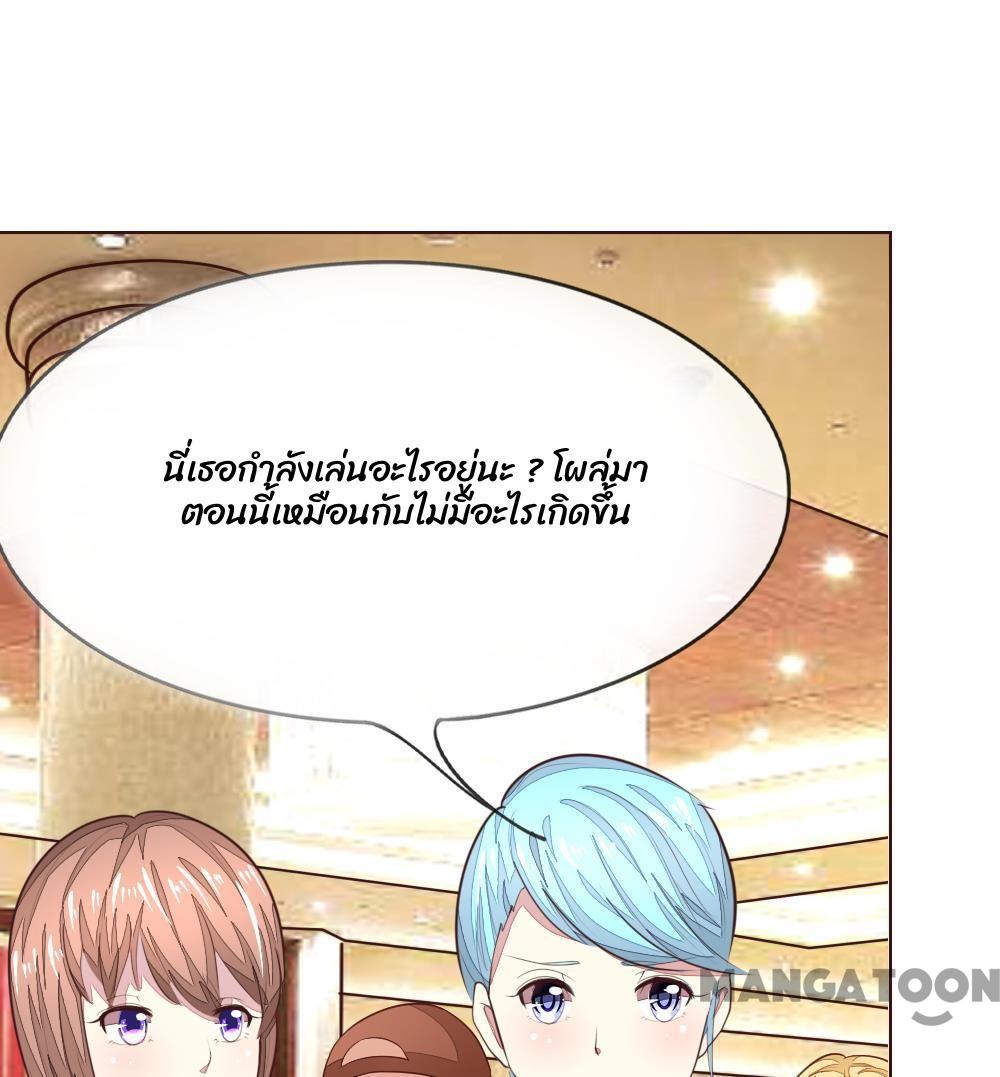 นี่เธอกำลังเล่นอะไรอยู่นะ ? โผล่มา
ตอนนี้เหมือนกับไม่มีอะไรเกิดขึ้น
MANGATOON